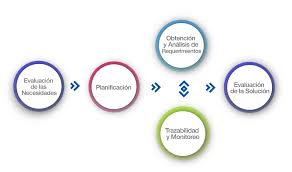 Obtención
y Análisis de
Requerimientos
Evaluación
de las
Necesidades
Planificación
Evaluación
de la Solución
Trazabilidad
y Monitoreo